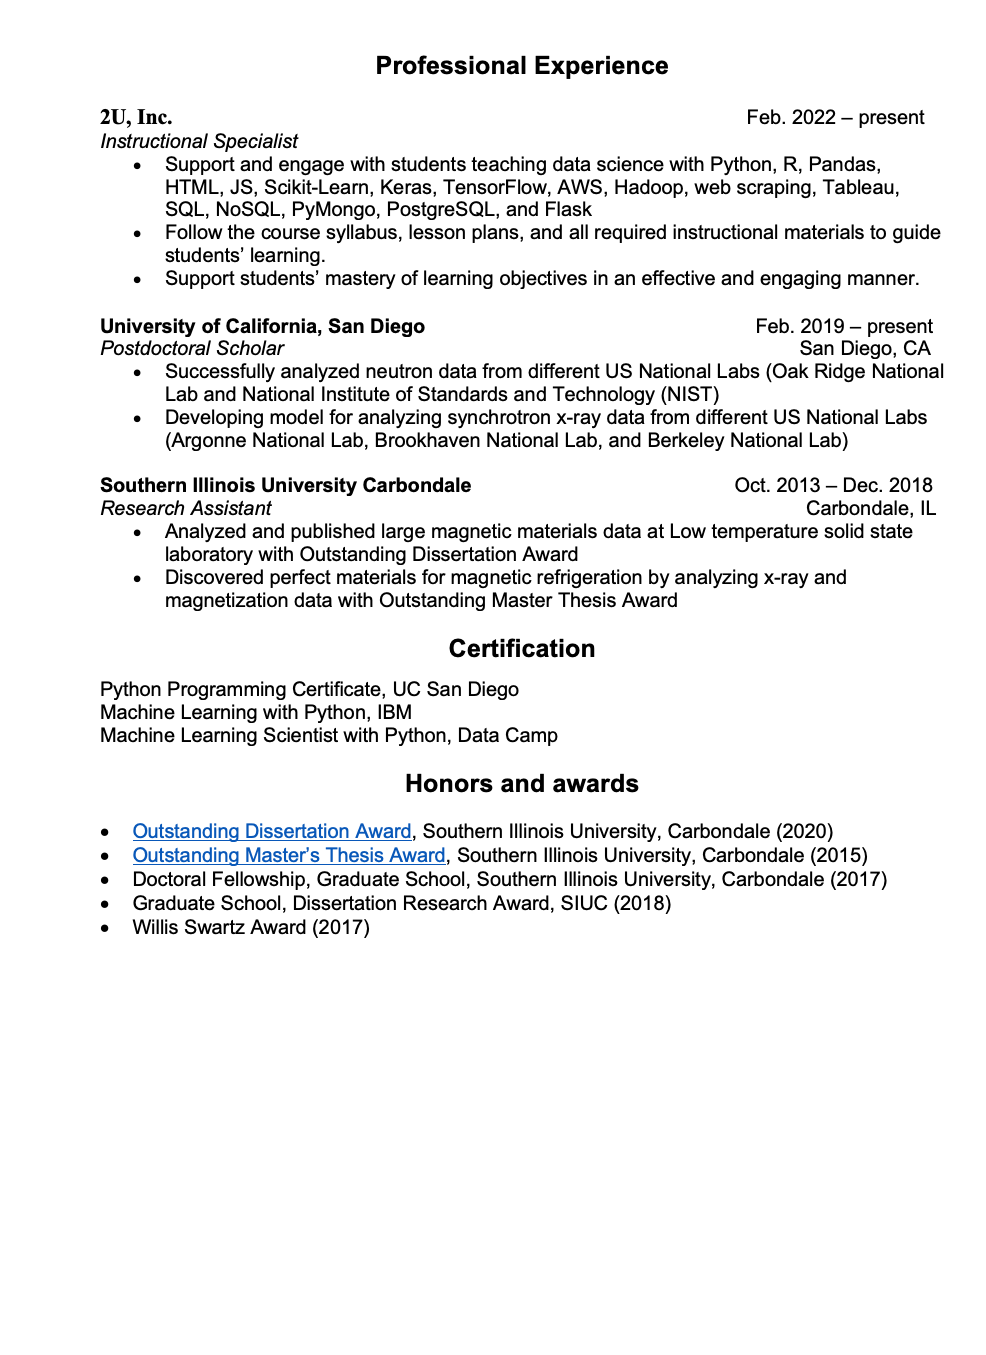 Professional Experience
2U, Inc. Feb. 2022 – present
Instructional Specialist
• Support and engage with students teaching data science with Python, R, Pandas,
HTML, JS, Scikit-Learn, Keras, TensorFlow, AWS, Hadoop, web scraping, Tableau,
SQL, NoSQL, PyMongo, PostgreSQL, and Flask
• Follow the course syllabus, lesson plans, and all required instructional materials to guide
students’ learning.
• Support students’ mastery of learning objectives in an effective and engaging manner.
University of California, San Diego Feb. 2019 – present
Postdoctoral Scholar San Diego, CA
• Successfully analyzed neutron data from different US National Labs (Oak Ridge National
Lab and National Institute of Standards and Technology (NIST)
• Developing model for analyzing synchrotron x-ray data from different US National Labs
(Argonne National Lab, Brookhaven National Lab, and Berkeley National Lab)
Southern Illinois University Carbondale Oct. 2013 – Dec. 2018
Research Assistant Carbondale, IL
• Analyzed and published large magnetic materials data at Low temperature solid state
laboratory with Outstanding Dissertation Award
• Discovered perfect materials for magnetic refrigeration by analyzing x-ray and
magnetization data with Outstanding Master Thesis Award
Certification
Python Programming Certificate, UC San Diego
Machine Learning with Python, IBM
Machine Learning Scientist with Python, Data Camp
Honors and awards
• Outstanding Dissertation Award, Southern Illinois University, Carbondale (2020)
• Outstanding Master’s Thesis Award, Southern Illinois University, Carbondale (2015)
• Doctoral Fellowship, Graduate School, Southern Illinois University, Carbondale (2017)
• Graduate School, Dissertation Research Award, SIUC (2018)
• Willis Swartz Award (2017)